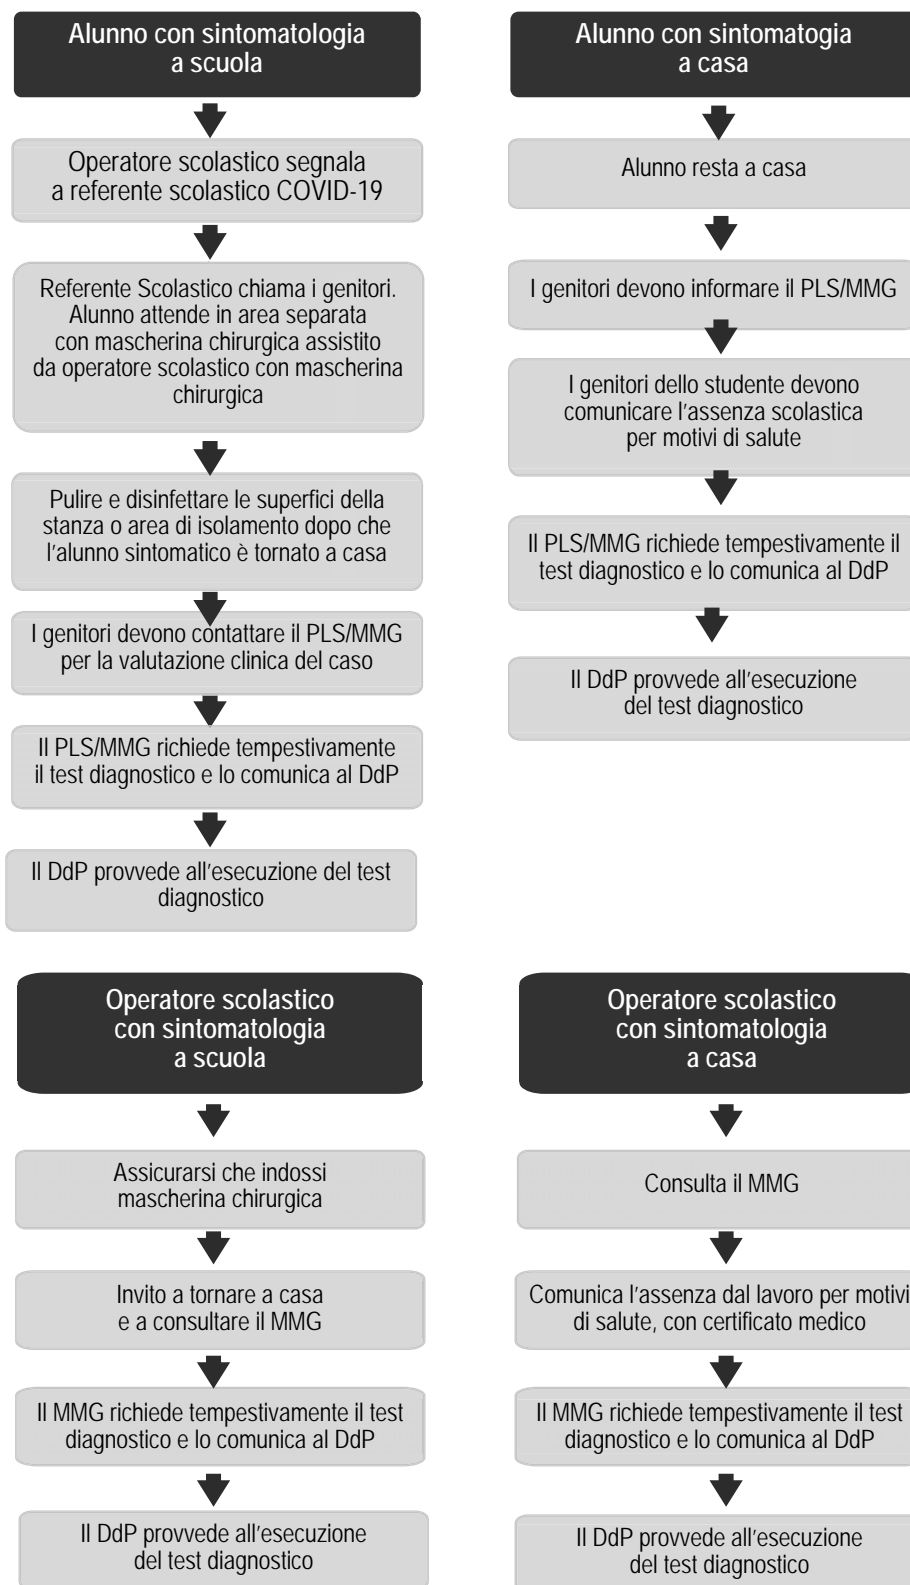 Alunno con sintomatologia
a scuola
Operatore scolastico segnala
a referente scolastico COVID-19
Referente Scolastico chiama i genitori.
Alunno attende in area separata
con mascherina chirurgica assistito
da operatore scolastico con mascherina
chirurgica
Pulire e disinfettare le superfici della
stanza o area di isolamento dopo che
l'alunno sintomatico è tornato a casa
I genitori devono contattare il PLS/MMG
per la valutazione clinica del caso
Il PLS/MMG richiede tempestivamente
il test diagnostico e lo comunica al DdP
Il DdP provvede all'esecuzione del test
diagnostico
Alunno con sintomatogia
a casa
Alunno resta a casa
I genitori devono informare il PLS/MMG
I genitori dello studente devono
comunicare l'assenza scolastica
per motivi di salute
Il PLS/MMG richiede tempestivamente il
test diagnostico e lo comunica al DdP
Il DdP provvede all'esecuzione
del test diagnostico
Operatore scolastico
con sintomatologia
a scuola
Assicurarsi che indossi
mascherina chirurgica
Invito a tornare a casa
e a consultare il MMG
Il MMG richiede tempestivamente il test
diagnostico e lo comunica al DdP
Il DdP provvede all'esecuzione
del test diagnostico
Operatore scolastico
con sintomatologia
a casa
Consulta il MMG
Comunica l'assenza dal lavoro per motivi
di salute, con certificato medico
Il MMG richiede tempestivamente il test
diagnostico e lo comunica al DdP
Il DdP provvede all'esecuzione
del test diagnostico